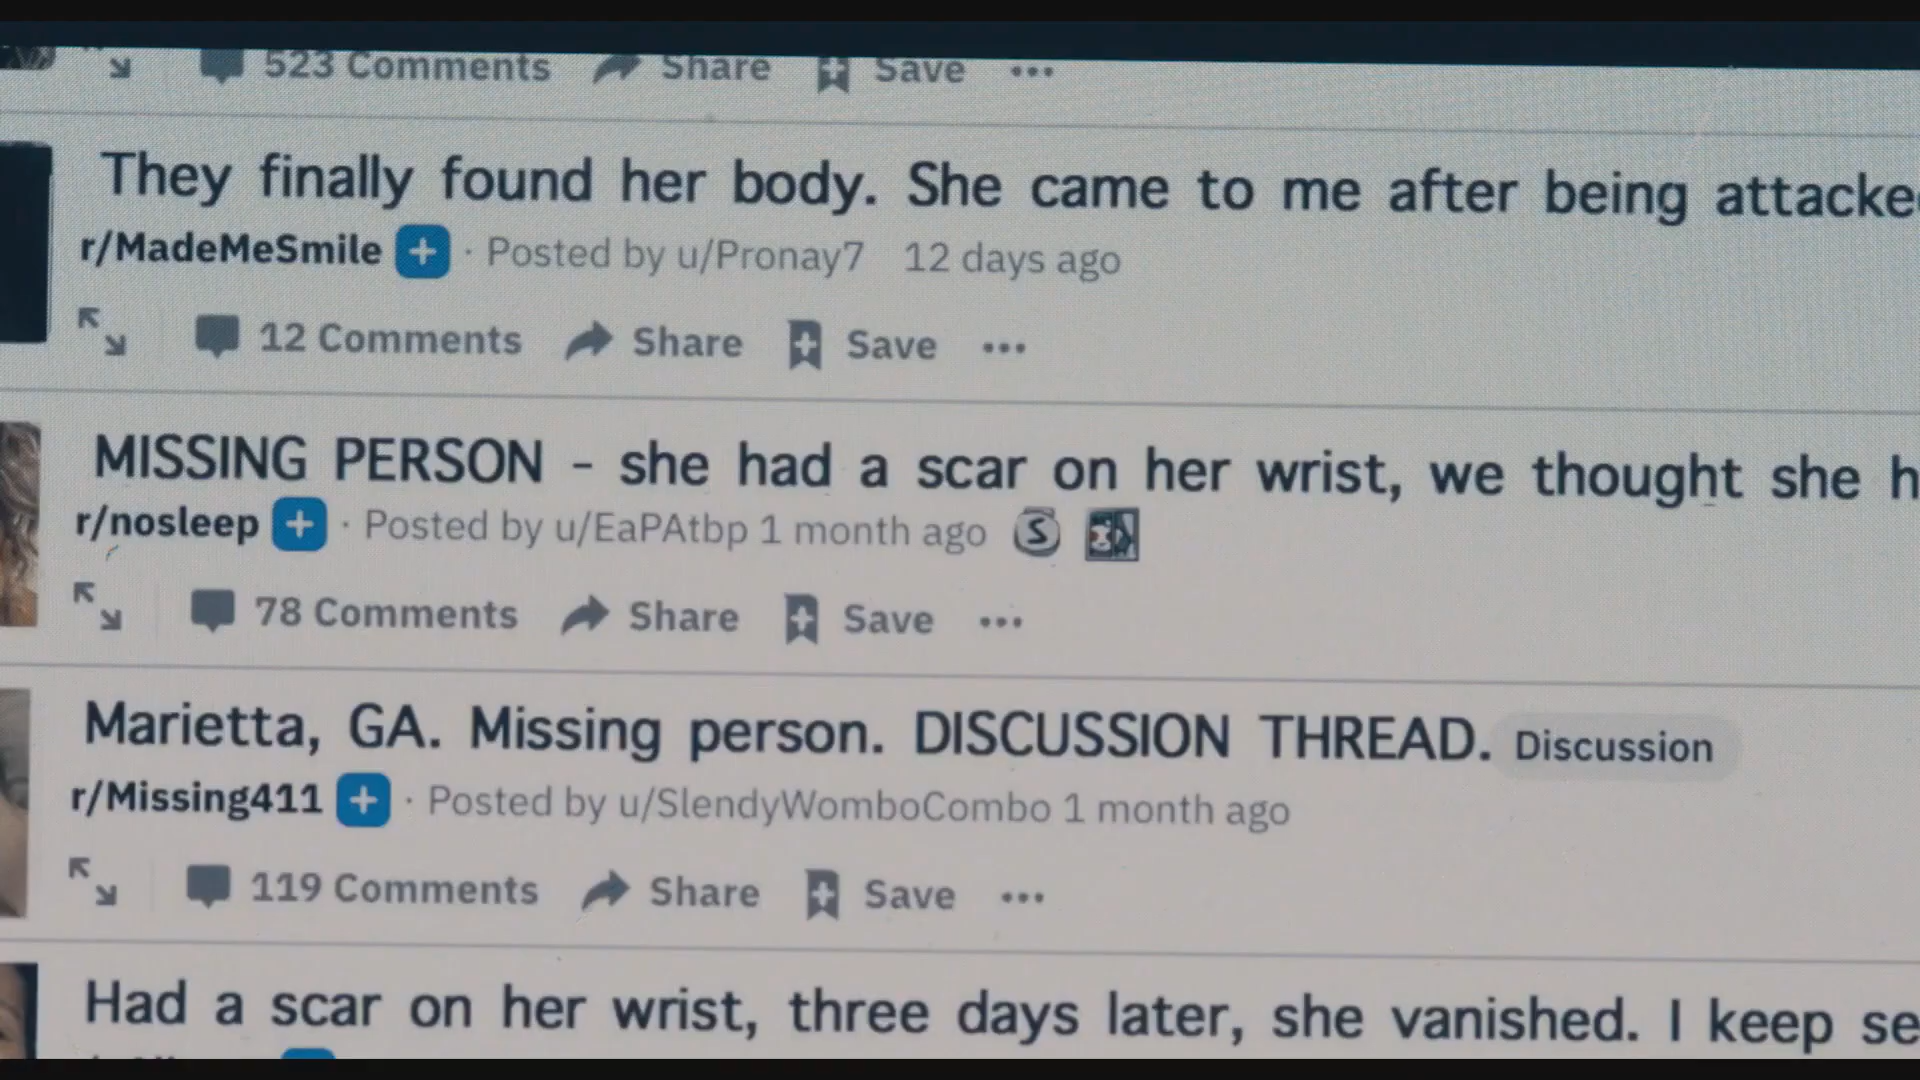 523 Comments Share Save
They finally found her body. She came to me after being attacke
r/MadeMeSmile · Posted by u/Pronay7 12 days ago
12 Comments Share Save
MISSING PERSON - she had a scar on her wrist, we thought she h
r/nosleep · Posted by u/EaPAtbp 1 month ago
78 Comments Share Save
Marietta, GA. Missing person. DISCUSSION THREAD. Discussion
r/Missing411 · Posted by u/SlendyWomboCombo 1 month ago
119 Comments Share Save
Had a scar on her wrist, three days later, she vanished. I keep se